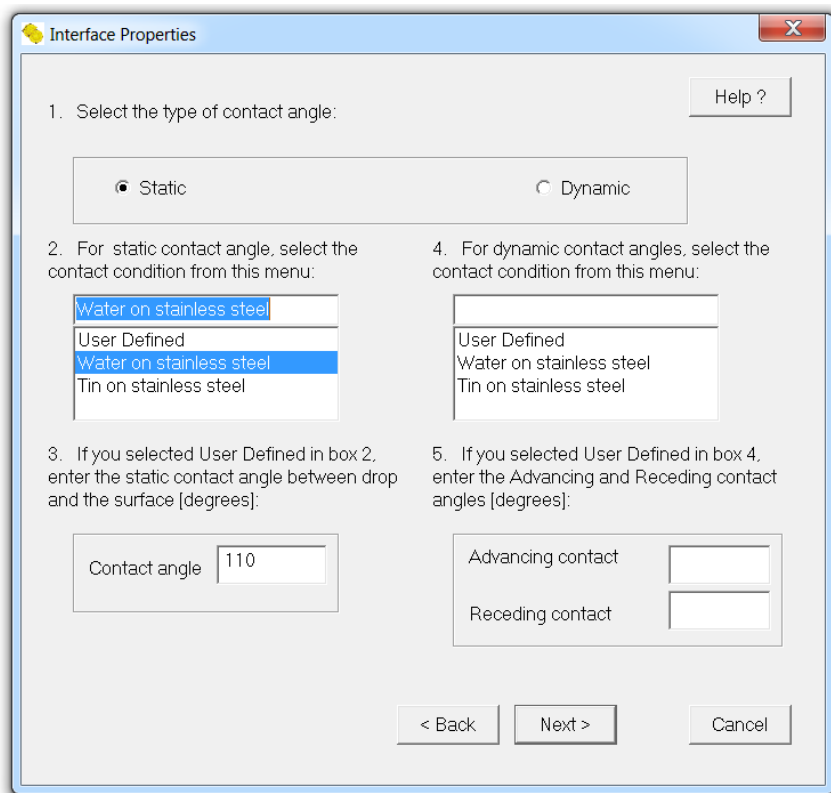 Interface Properties
X
Help ?
1. Select the type of contact angle:
Static
Dynamic
2. For static contact angle, select the
contact condition from this menu:
Water on stainless steel
User Defined
Water on stainless steel
Tin on stainless steel
3. If you selected User Defined in box 2,
enter the static contact angle between drop
and the surface [degrees]:
Contact angle
110
4. For dynamic contact angles, select the
contact condition from this menu:
User Defined
Water on stainless steel
Tin on stainless steel
5. If you selected User Defined in box 4,
enter the Advancing and Receding contact
angles [degrees]:
Advancing contact
Receding contact
< Back
Next >
Cancel